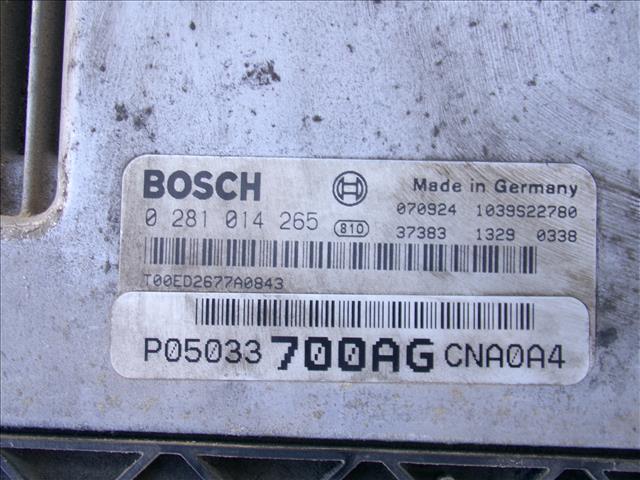 BOSCH Made in Germany
0 281 014 265 810 070924 1039S22780
37383 1329 0338
T00ED2677A0843
P05033 700AG CNA0A4